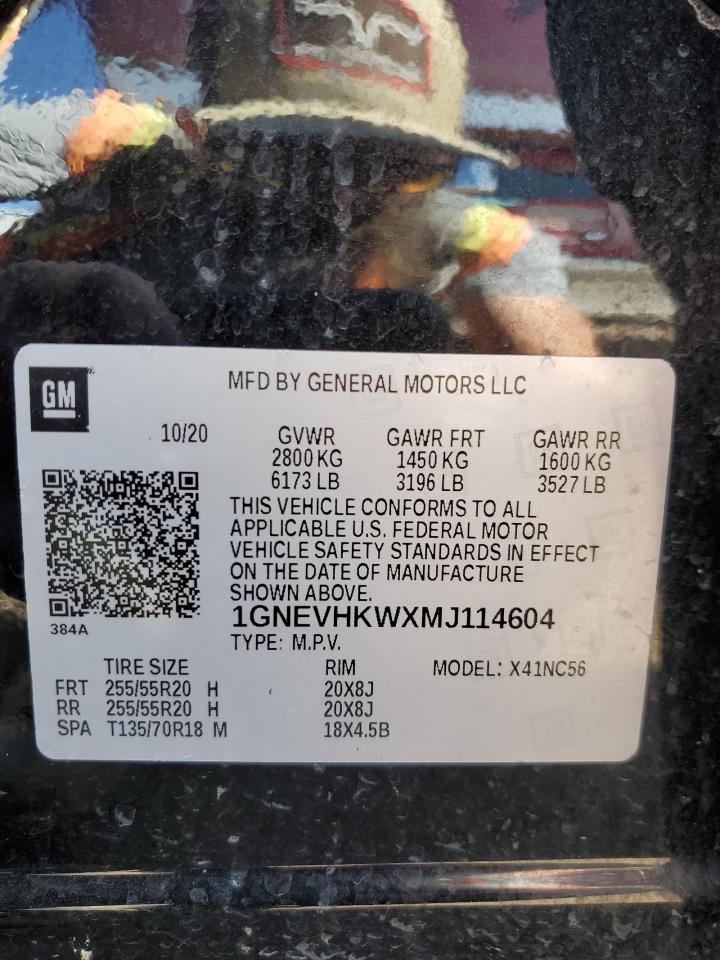 GM
MFD BY GENERAL MOTORS LLC
10/20 GVWR GAWR FRT GAWR RR
2800 KG 1450 KG 1600 KG
6173 LB 3196 LB 3527 LB
THIS VEHICLE CONFORMS TO ALL
APPLICABLE U.S. FEDERAL MOTOR
VEHICLE SAFETY STANDARDS IN EFFECT
ON THE DATE OF MANUFACTURE
SHOWN ABOVE.
1GNEVHKWXMJ114604
384A
TYPE: M.P.V.
TIRE SIZE RIM MODEL: X41NC56
FRT 255/55R20 H 20X8J
RR 255/55R20 H 20X8J
SPA T135/70R18 M 18X4.5B